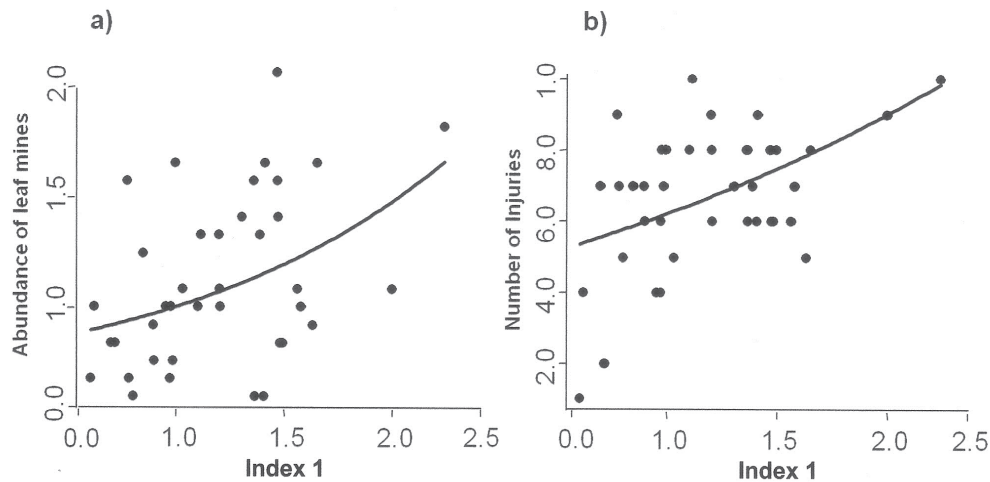 a)
Abundance of leaf mines
2.0
1.5
1.0
0.0
0.0 1.0 1.5 2.0 2.5
Index 1
b)
Number of Injuries
1.0
8.0
6.0
4.0
2.0
0.0 1.0 1.5 2.0 2.5
Index 1